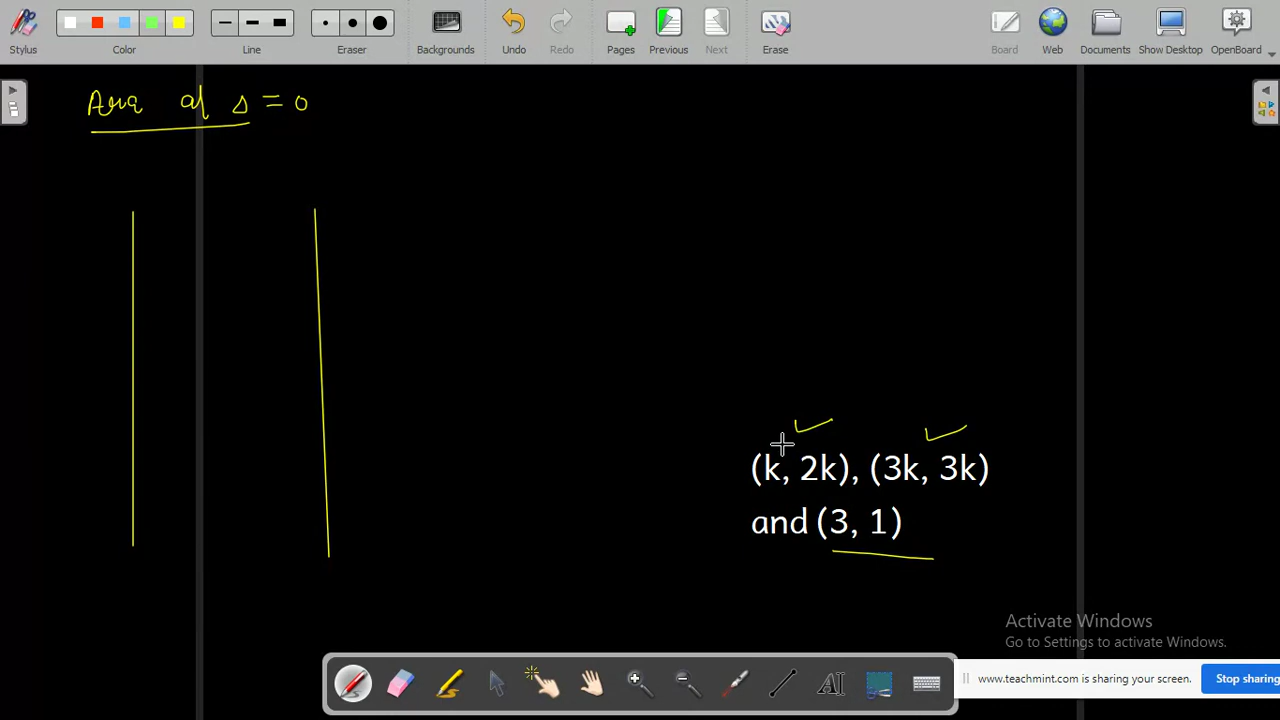 Stylus Color Line Eraser Backgrounds Undo Redo Pages Previous Next Erase Board Web Documents Show Desktop OpenBoard
Area of Δ = 0
(k, 2k), (3k, 3k)
and (3, 1)
Activate Windows
Go to Settings to activate Windows.
www.teachmint.com is sharing your screen. Stop sharing